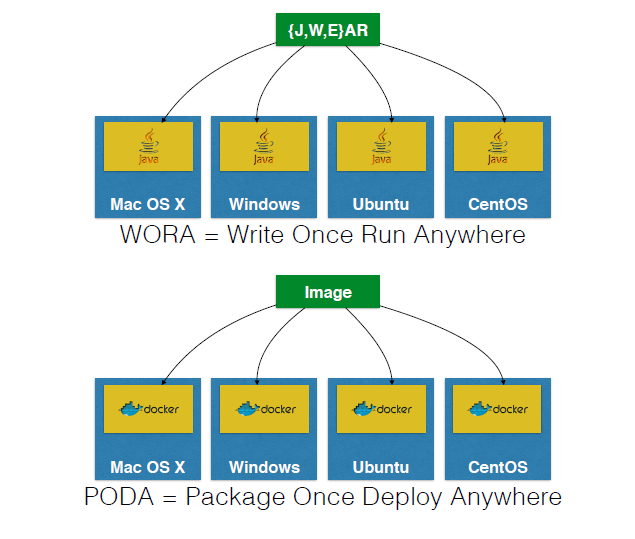 {J,W,E}AR
Java Java Java Java
Mac OS X Windows Ubuntu CentOS
WORA = Write Once Run Anywhere
Image
docker docker docker docker
Mac OS X Windows Ubuntu CentOS
PODA = Package Once Deploy Anywhere